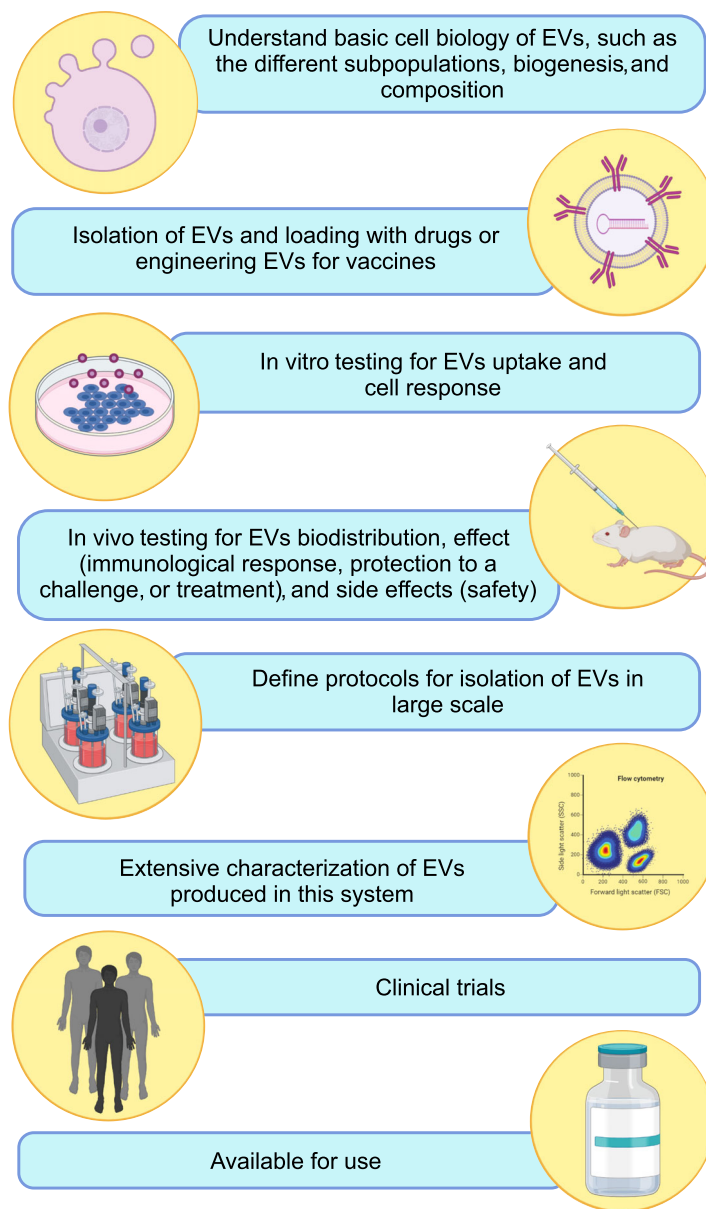 Understand basic cell biology of EVs, such as
the different subpopulations, biogenesis, and
composition
Isolation of EVs and loading with drugs or
engineering EVs for vaccines
In vitro testing for EVs uptake and
cell response
In vivo testing for EVs biodistribution, effect
(immunological response, protection to a
challenge, or treatment), and side effects (safety)
Define protocols for isolation of EVs in
large scale
Flow cytometry
Side light scatter (SSC)
1000
800
600
400
200
0
0 200 400 600 800 1000
Forward light scatter (FSC)
Extensive characterization of EVs
produced in this system
Clinical trials
Available for use